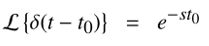 ℒ{δ(t − t₀)} = e^{−st₀}